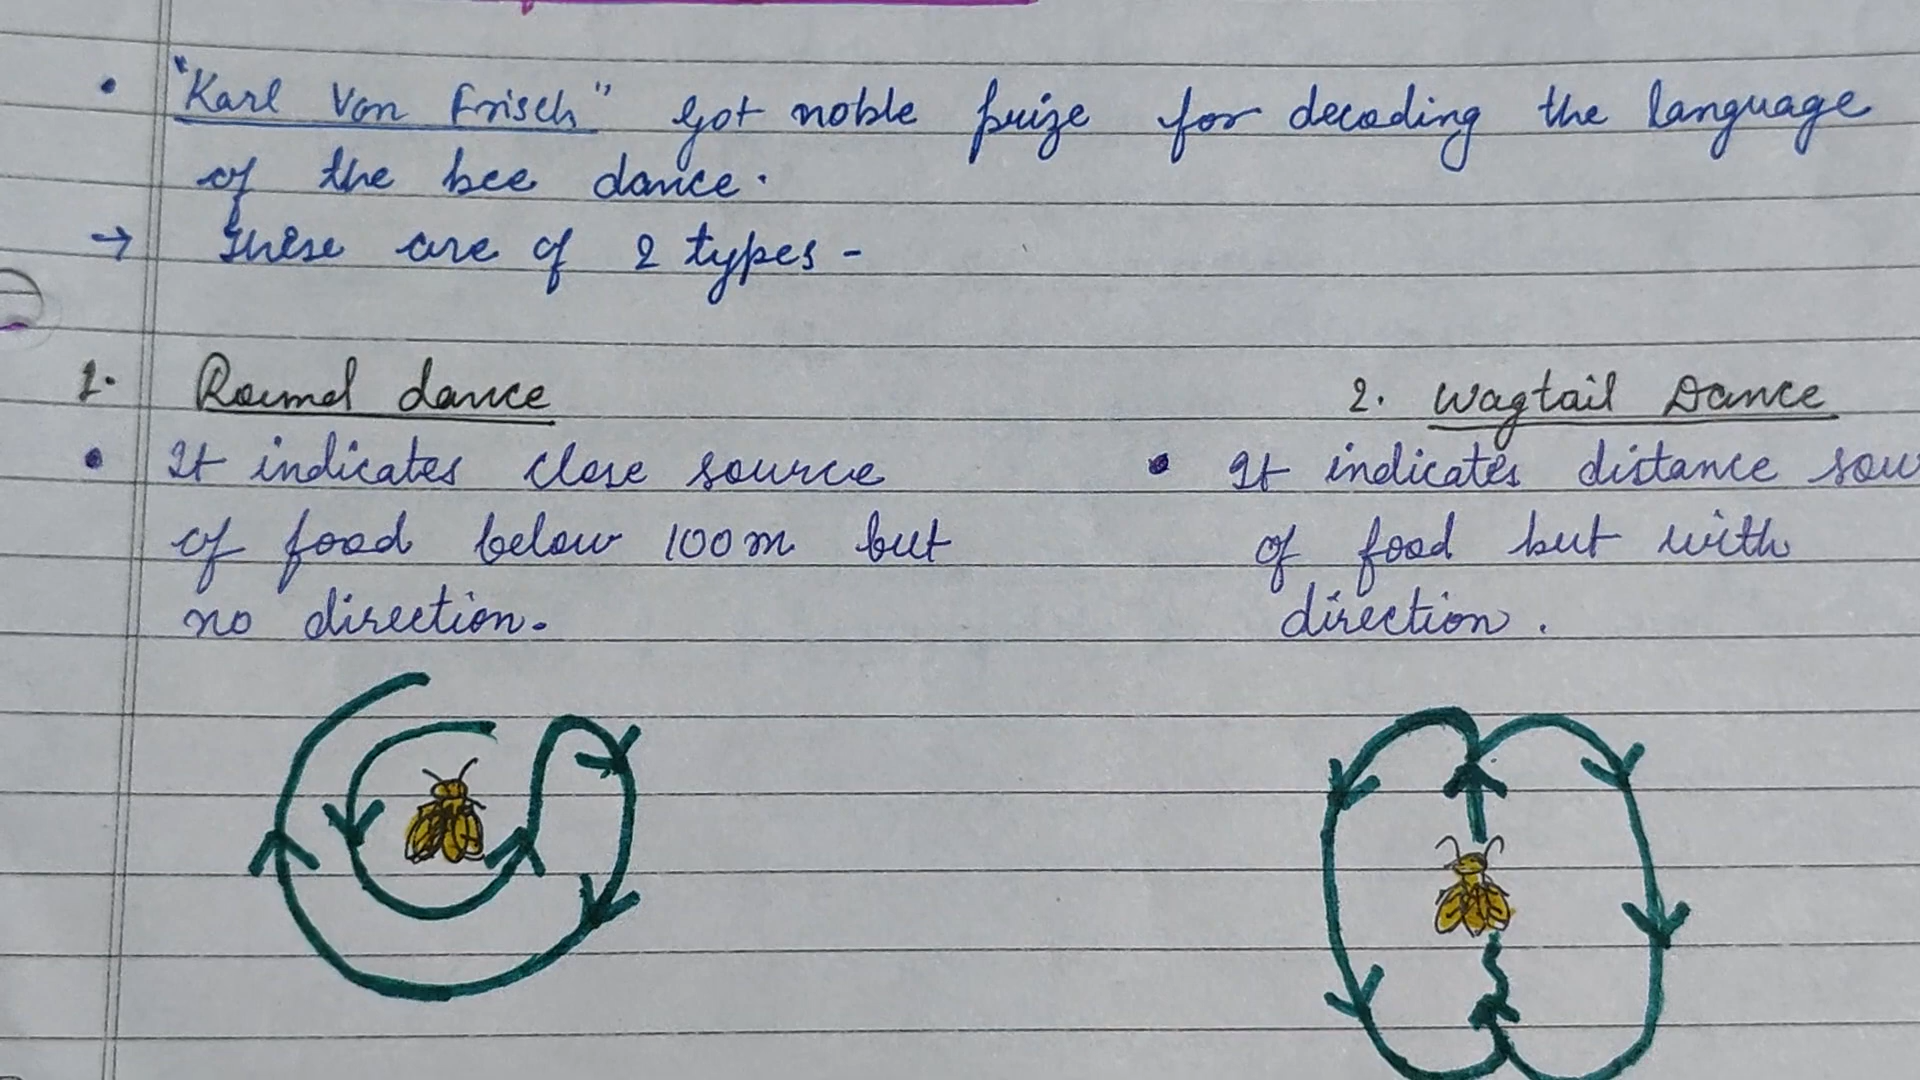 • "Karl Von Frisch" got noble prize for decoding the language
of the bee dance.
→ These are of 2 types -
1. Round dance
• It indicates close source
of food below 100m but
no direction.
2. Wagtail Dance
• It indicates distance sou
of food but with
direction.